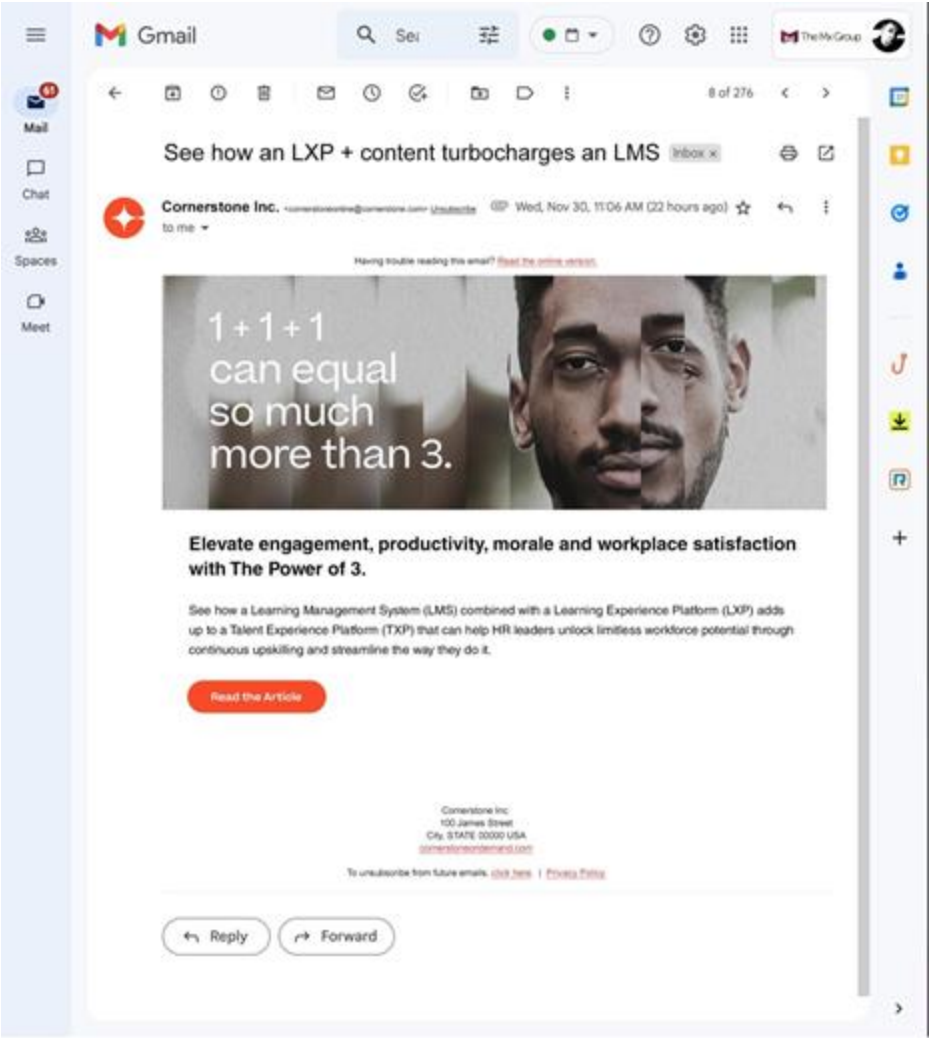 Gmail
Sea
The Mx Group
61
Mail
8 of 276
Chat
See how an LXP + content turbocharges an LMS Inbox x
Cornerstone Inc. Unsubscribe Wed, Nov 30, 11:06 AM (22 hours ago)
to me
Spaces
Having trouble reading this email? Read the online version.
Meet
1 + 1 + 1
can equal
so much
more than 3.
Elevate engagement, productivity, morale and workplace satisfaction
with The Power of 3.
See how a Learning Management System (LMS) combined with a Learning Experience Platform (LXP) adds
up to a Talent Experience Platform (TXP) that can help HR leaders unlock limitless workforce potential through
continuous upskilling and streamline the way they do it.
Read the Article
Cornerstone Inc
100 James Street
City, STATE 00000 USA
cornerstoneondemand.com
To unsubscribe from future emails, click here. | Privacy Policy
Reply
Forward